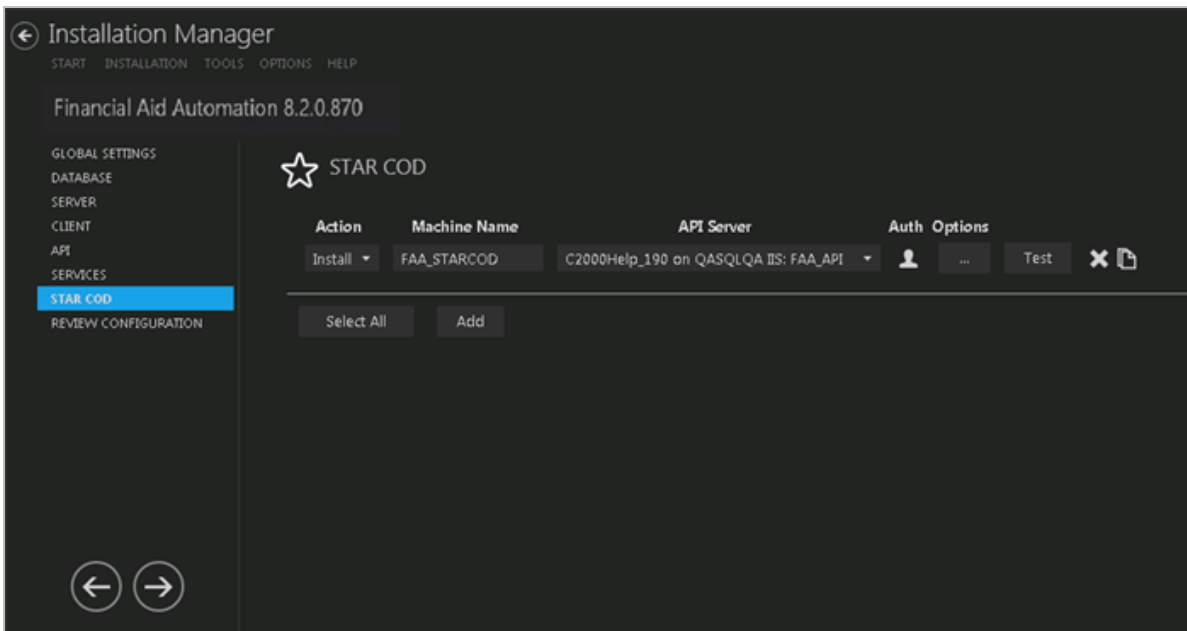 Installation Manager
START INSTALLATION TOOLS OPTIONS HELP
Financial Aid Automation 8.2.0.870
GLOBAL SETTINGS
DATABASE
SERVER
CLIENT
API
SERVICES
STAR COD
REVIEW CONFIGURATION
STAR COD
Action Machine Name API Server Auth Options
Install FAA_STARCOD C2000Help_190 on QASQLQA IIS: FAA_API ... Test
Select All Add